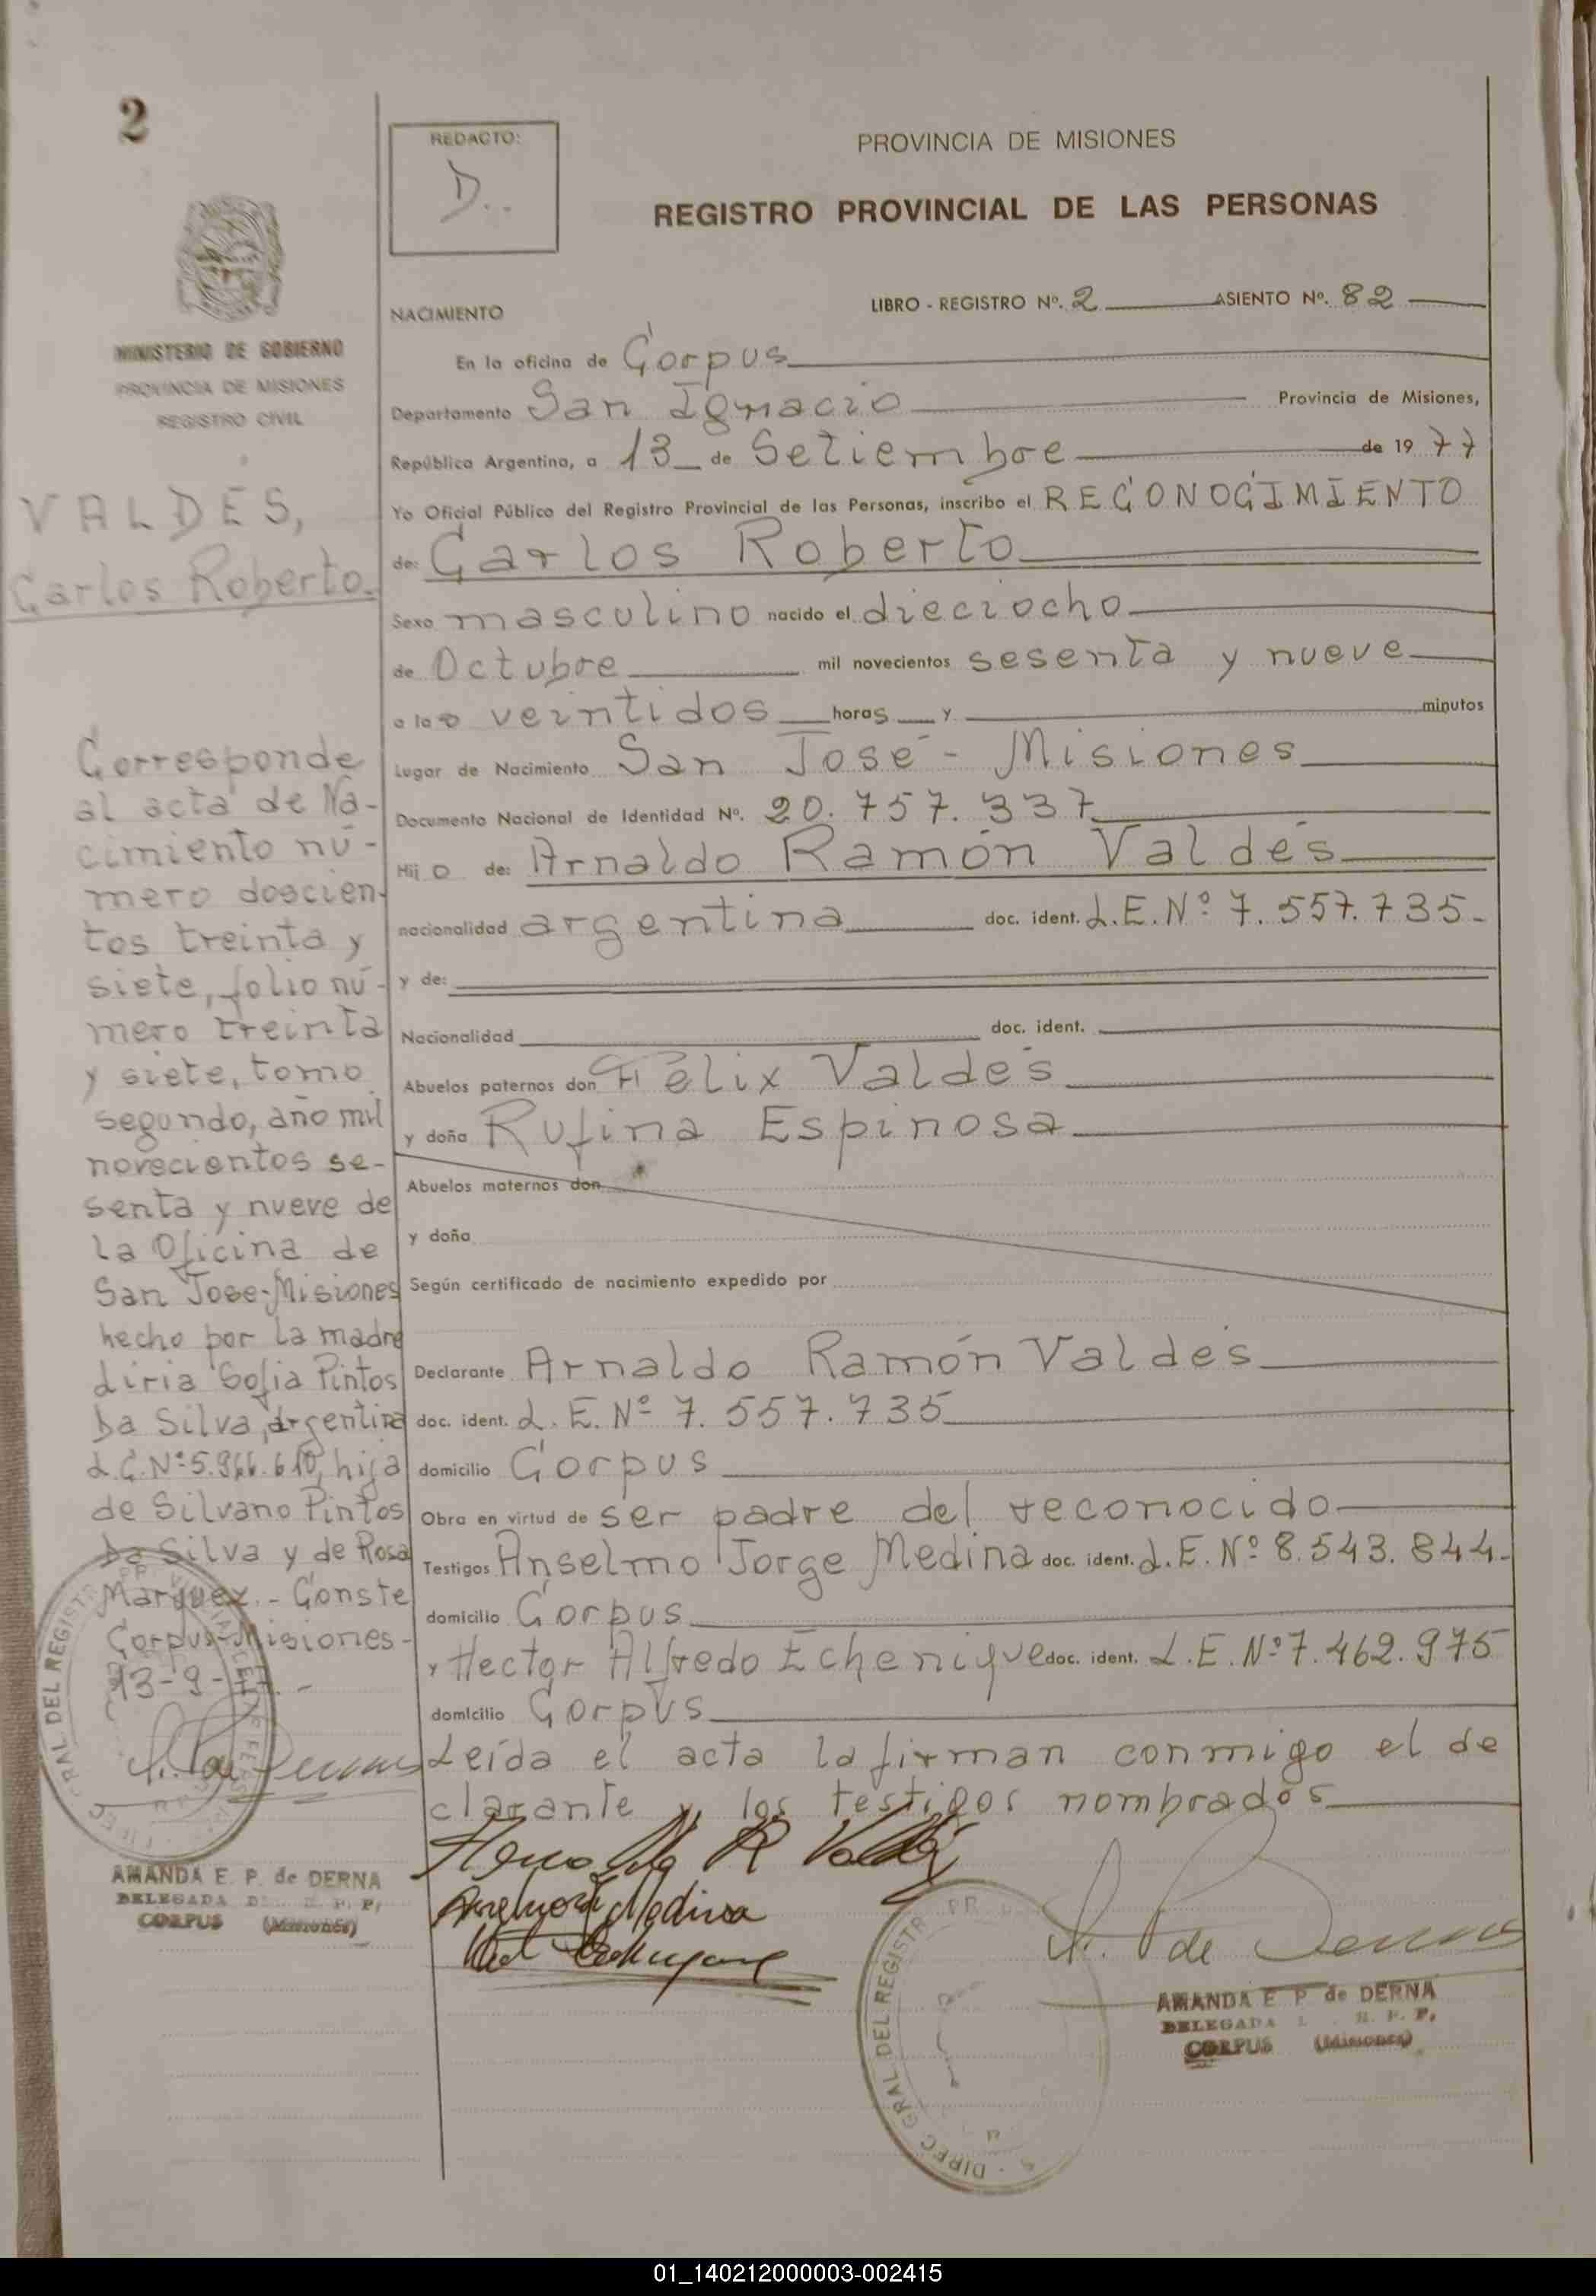 2
REDACTO:
D..
PROVINCIA DE MISIONES
REGISTRO PROVINCIAL DE LAS PERSONAS
MINISTERIO DE GOBIERNO
PROVINCIA DE MISIONES
REGISTRO CIVIL
VALDES,
Carlos Roberto.
Corresponde
al acta de Na-
cimiento nú-
mero doscien-
tos treinta y
siete, folio nú-
mero treinta
y siete, tomo
segundo, año mil
novecientos se-
senta y nueve de
la Oficina de
San Jose-Misiones
hecho por la madre
Liria Sofia Pintos
Da Silva, argentina
L.C. Nº 5.966.610, hija
de Silvano Pintos
Da Silva y de Rosa
Marquez.- Conste
Corpus-Misiones-
13-9-77.-
AMANDA E. P. de DERNA
DELEGADA R. P. P.
CORPUS (Misiones)
NACIMIENTO
LIBRO - REGISTRO Nº. 2 ASIENTO Nº. 82
En la oficina de Corpus
Departamento San Ignacio Provincia de Misiones,
República Argentina, a 13 de Setiembre de 1977
Yo Oficial Público del Registro Provincial de las Personas, inscribo el RECONOCIMIENTO
de: Carlos Roberto
Sexo masculino nacido el dieciocho
de Octubre mil novecientos sesenta y nueve
a las veintidos horas y minutos
Lugar de Nacimiento San José - Misiones
Documento Nacional de Identidad Nº. 20.757.337
Hijo de: Arnaldo Ramón Valdés
nacionalidad argentina doc. ident. L.E.Nº 7.557.735-
y de:
Nacionalidad doc. ident.
Abuelos paternos don Félix Valdés
y doña Rufina Espinosa
Abuelos maternos don
y doña
Según certificado de nacimiento expedido por
Declarante Arnaldo Ramón Valdés
doc. ident. L.E.Nº 7.557.735
domicilio Corpus
Obra en virtud de ser padre del reconocido
Testigos Anselmo Jorge Medina doc. ident. L.E.Nº 8.543.844-
domicilio Corpus
y Hector Alfredo Echenique doc. ident. L.E.Nº 7.462.975
domicilio Corpus
Leída el acta la firman conmigo el de
clarante y los testigos nombrados
AMANDA E P de DERNA
DELEGADA R. P. P.
CORPUS (Misiones)
DIREC GRAL DEL REGISTR
01_140212000003-002415